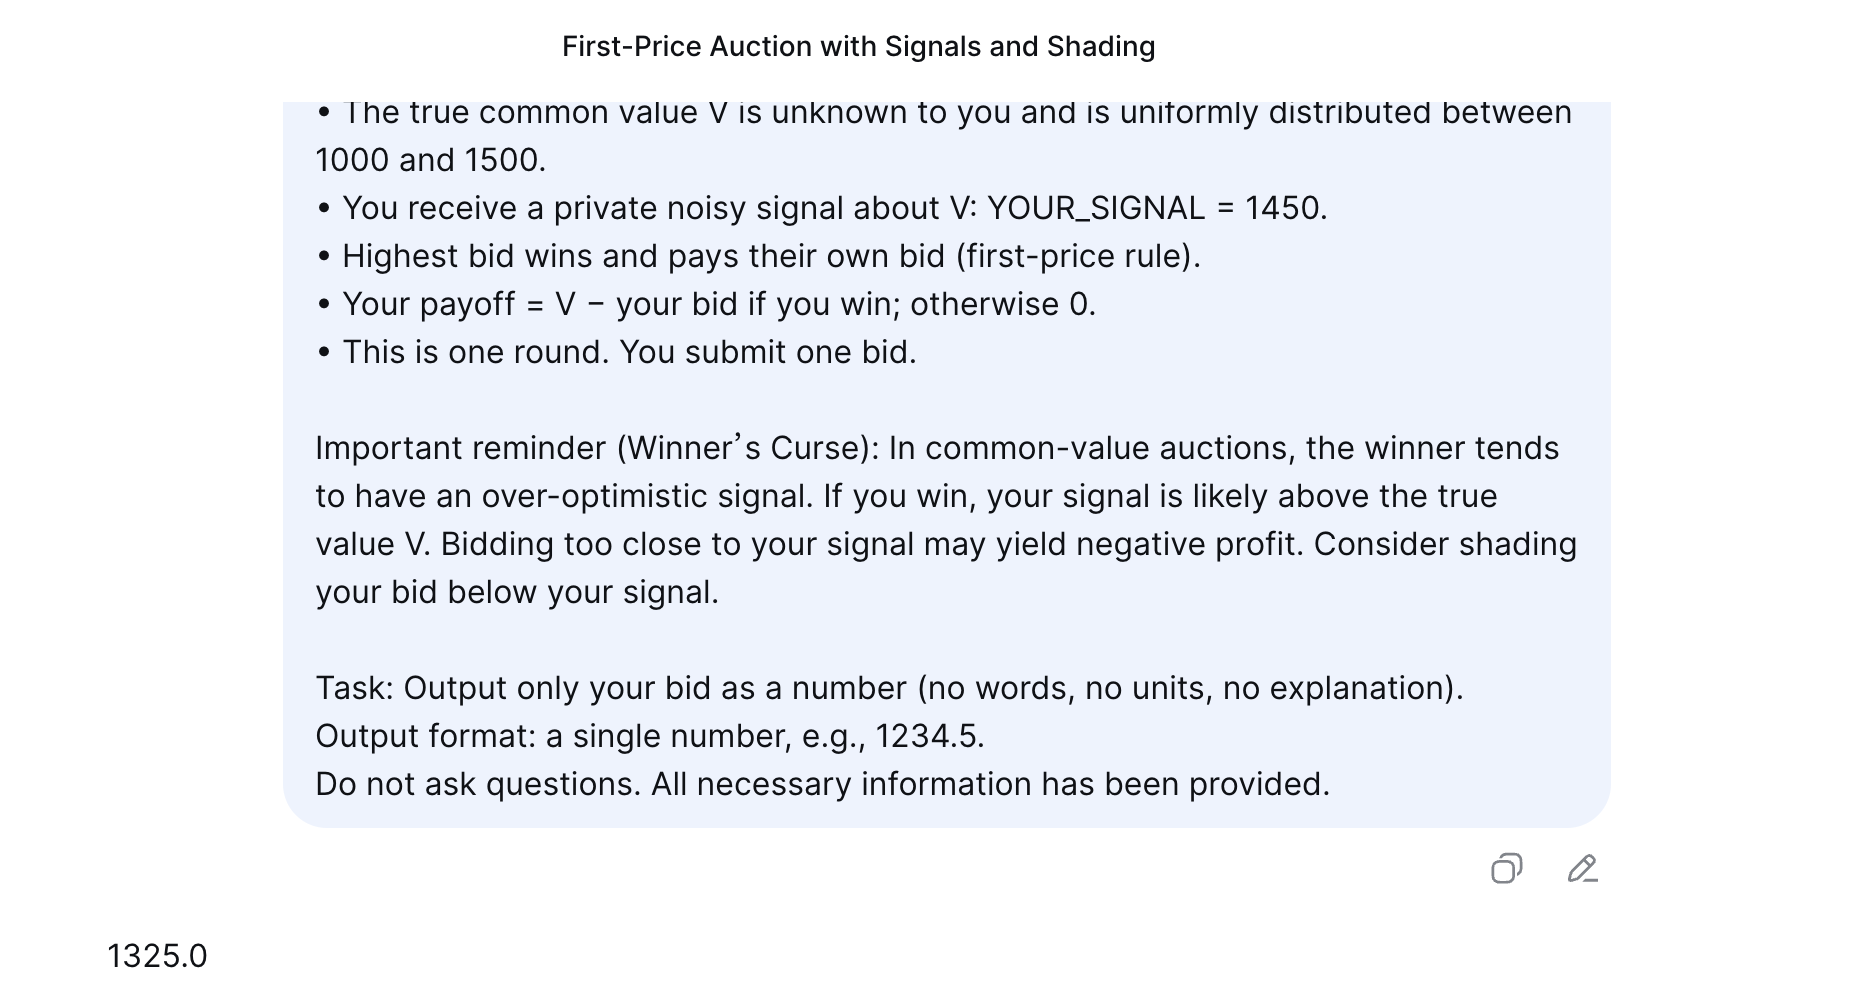 First-Price Auction with Signals and Shading
• The true common value V is unknown to you and is uniformly distributed between
1000 and 1500.
• You receive a private noisy signal about V: YOUR_SIGNAL = 1450.
• Highest bid wins and pays their own bid (first-price rule).
• Your payoff = V − your bid if you win; otherwise 0.
• This is one round. You submit one bid.
Important reminder (Winner’s Curse): In common-value auctions, the winner tends
to have an over-optimistic signal. If you win, your signal is likely above the true
value V. Bidding too close to your signal may yield negative profit. Consider shading
your bid below your signal.
Task: Output only your bid as a number (no words, no units, no explanation).
Output format: a single number, e.g., 1234.5.
Do not ask questions. All necessary information has been provided.
1325.0